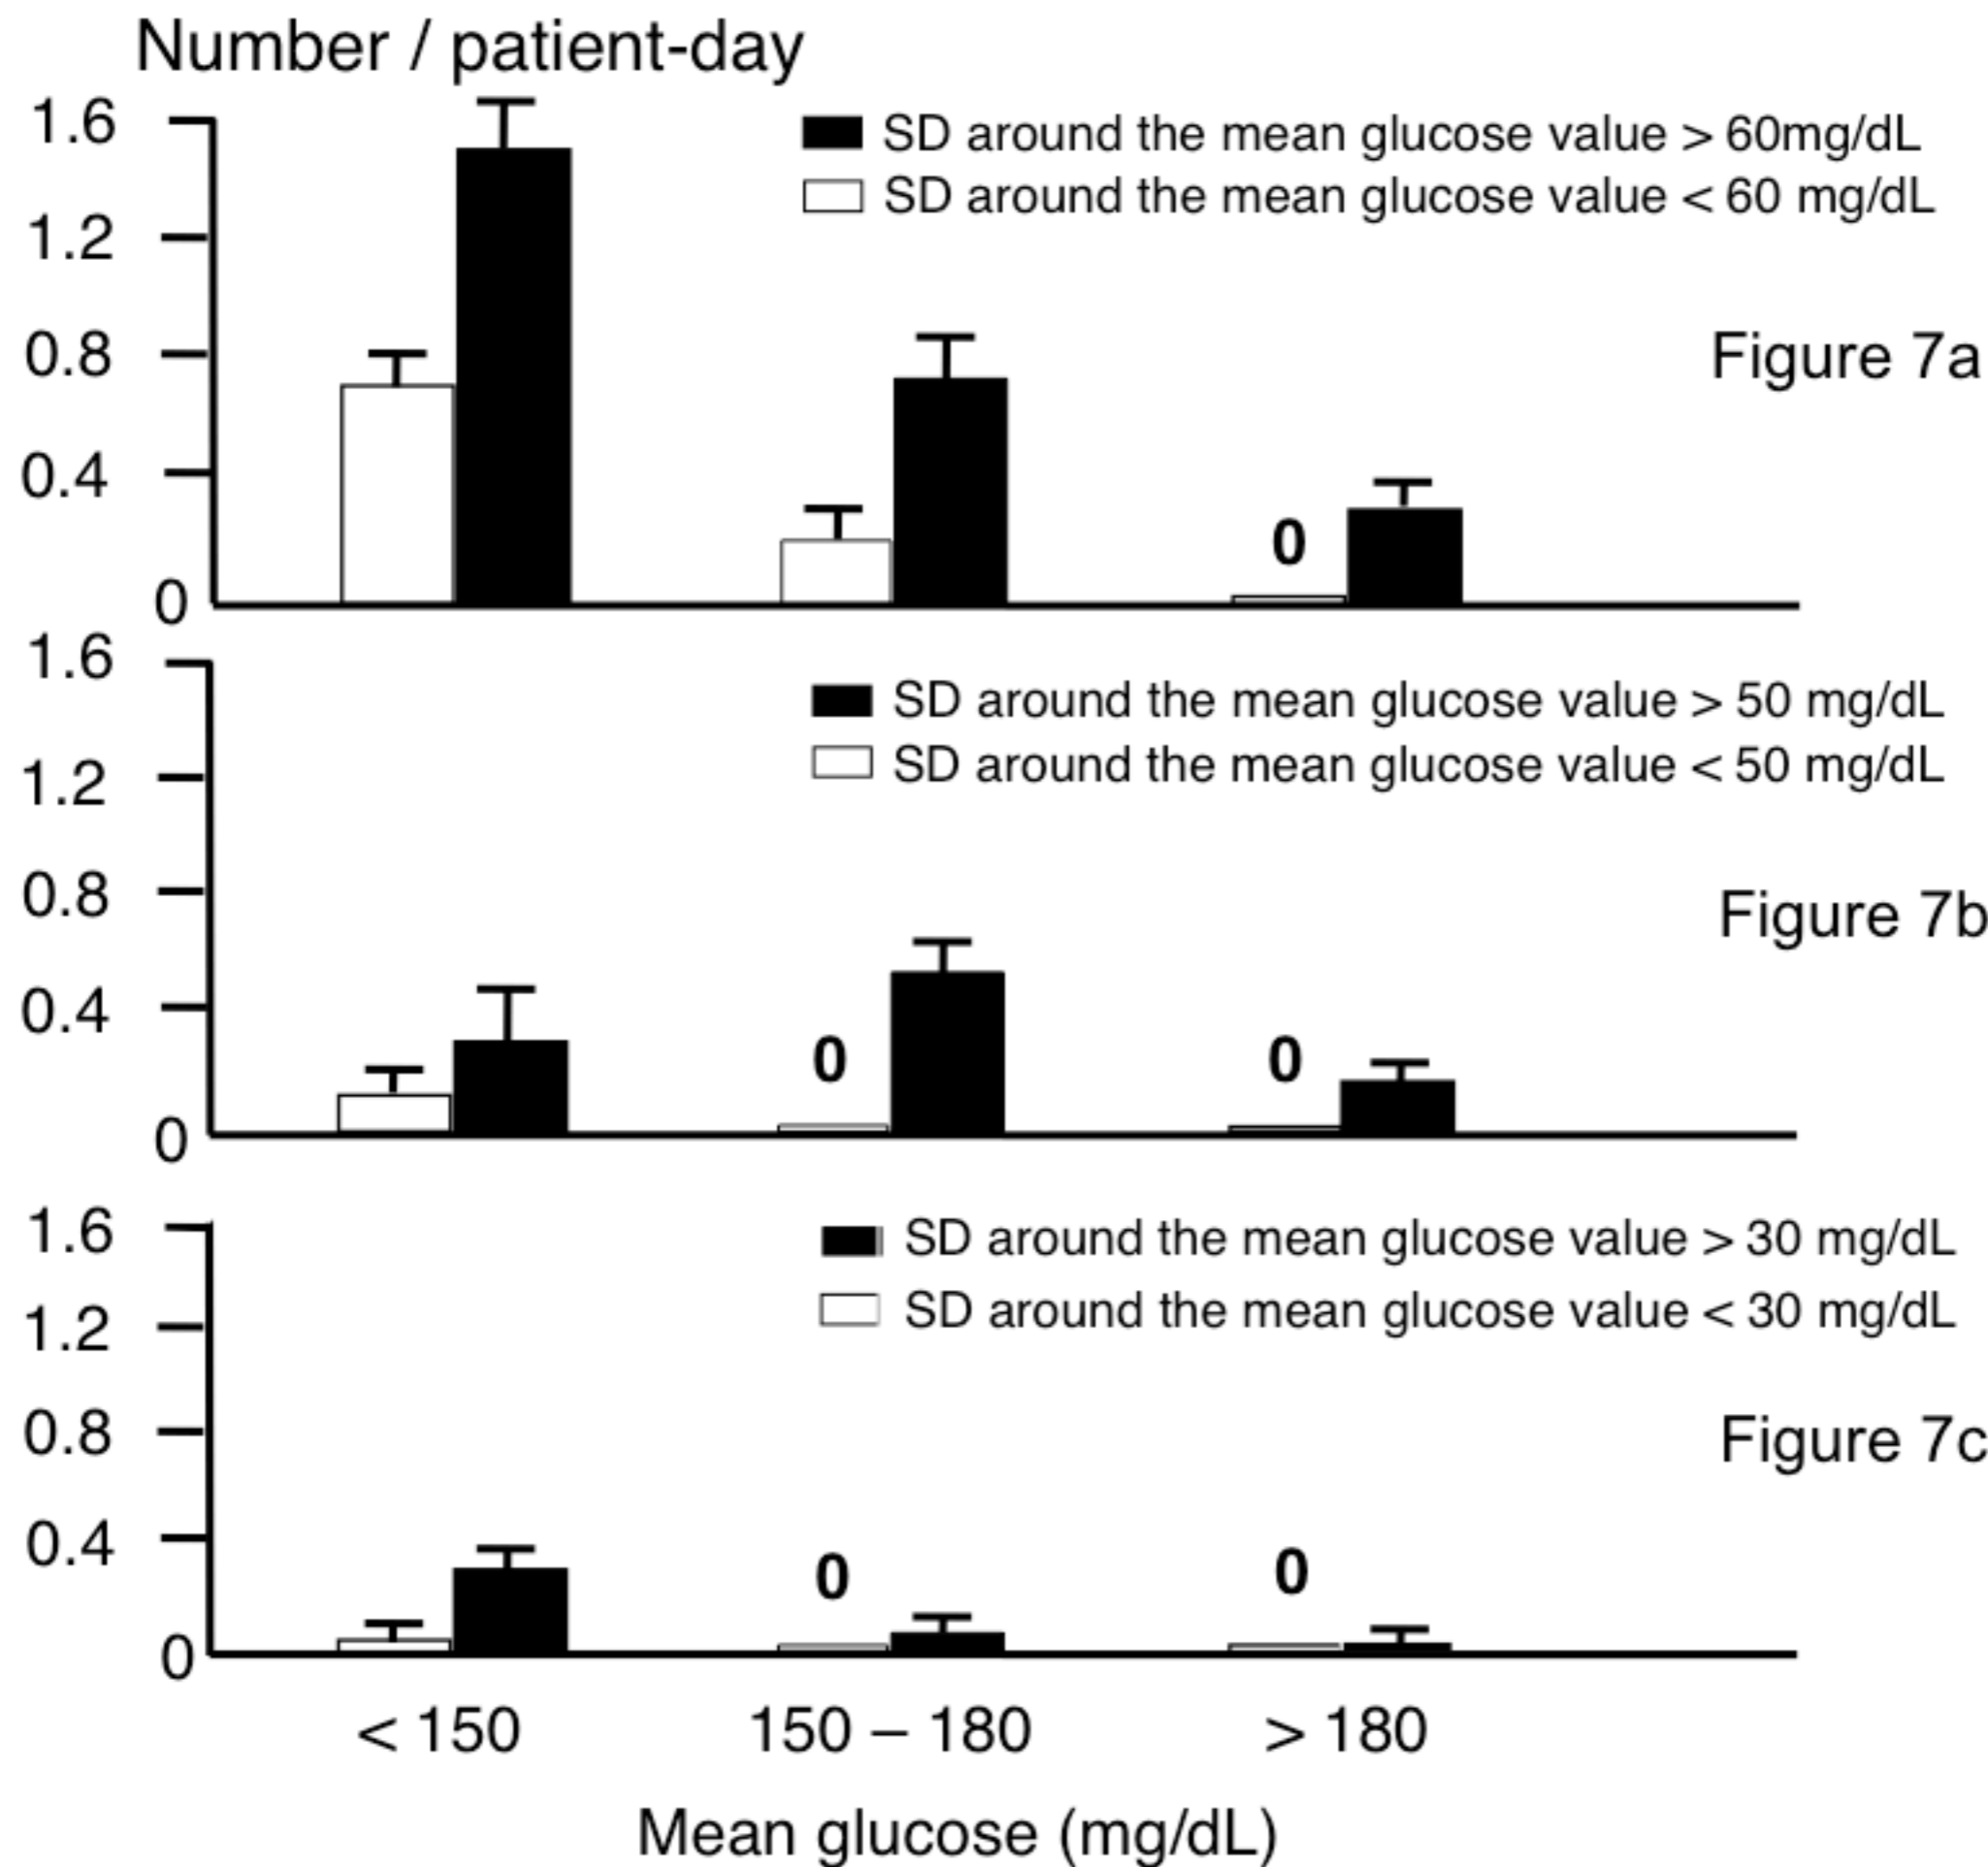 Number / patient-day
1.6
SD around the mean glucose value > 60mg/dL
SD around the mean glucose value < 60 mg/dL
1.2
0.8
Figure 7a
0.4
0
0
1.6
SD around the mean glucose value > 50 mg/dL
SD around the mean glucose value < 50 mg/dL
1.2
0.8
Figure 7b
0.4
0
0
0
1.6
SD around the mean glucose value > 30 mg/dL
SD around the mean glucose value < 30 mg/dL
1.2
0.8
Figure 7c
0.4
0
0
0
< 150
150 – 180
> 180
Mean glucose (mg/dL)